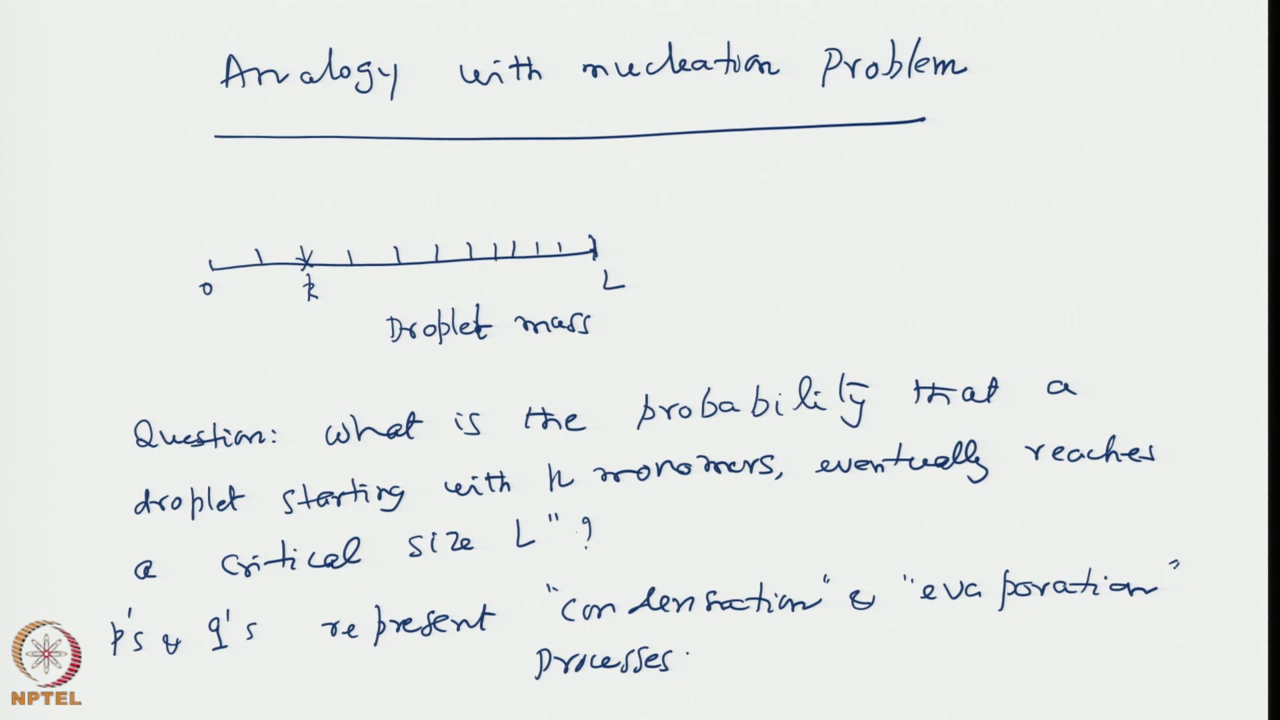 Analogy with nucleation Problem
0 k L
Droplet mass
Question: what is the probability that a
droplet starting with k monomers, eventually reaches
a critical size L" ?
p's & q's represent "condensation" & "evaporation"
processes.
NPTEL